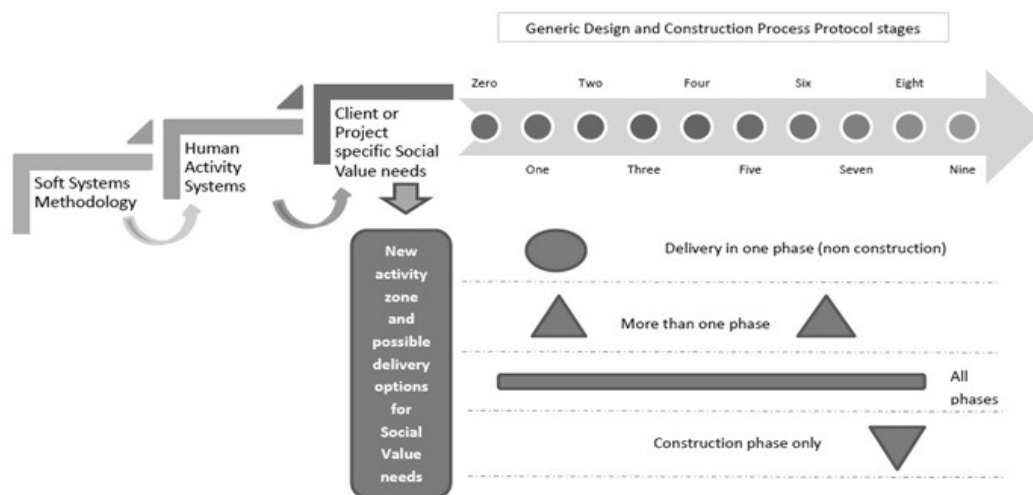 Generic Design and Construction Process Protocol stages
Zero
Two
Four
Six
Eight
One
Three
Five
Seven
Nine
Client or
Project
specific Social
Value needs
Human
Activity
Systems
Soft Systems
Methodology
New
activity
zone
and
possible
delivery
options
for
Social
Value
needs
Delivery in one phase (non construction)
More than one phase
All
phases
Construction phase only